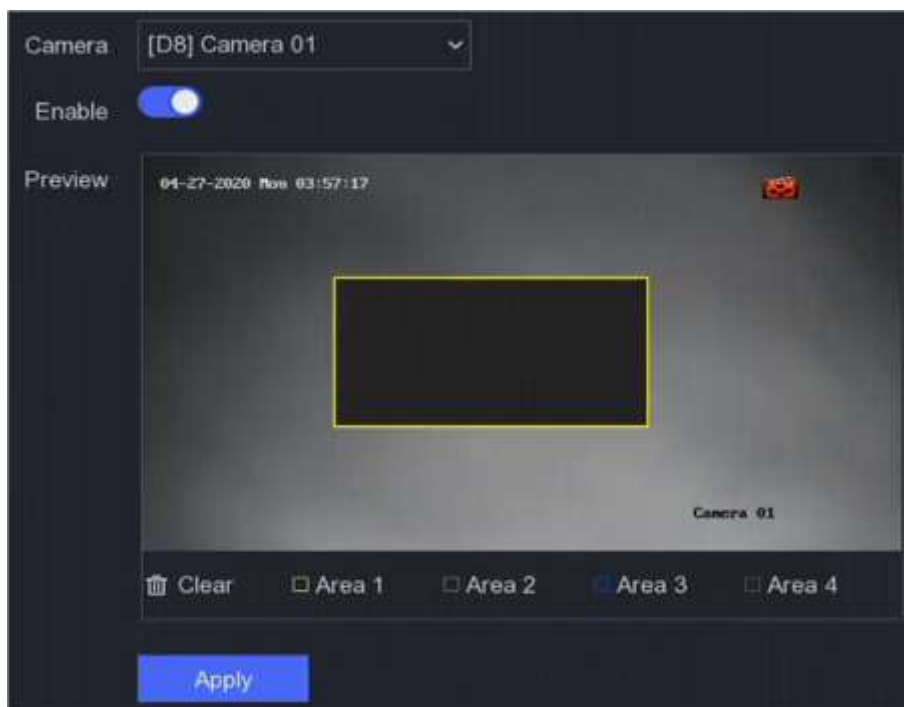 Camera [D8] Camera 01
Enable
Preview
04-27-2020 Mon 03:57:17
Camera 01
Clear Area 1 Area 2 Area 3 Area 4
Apply